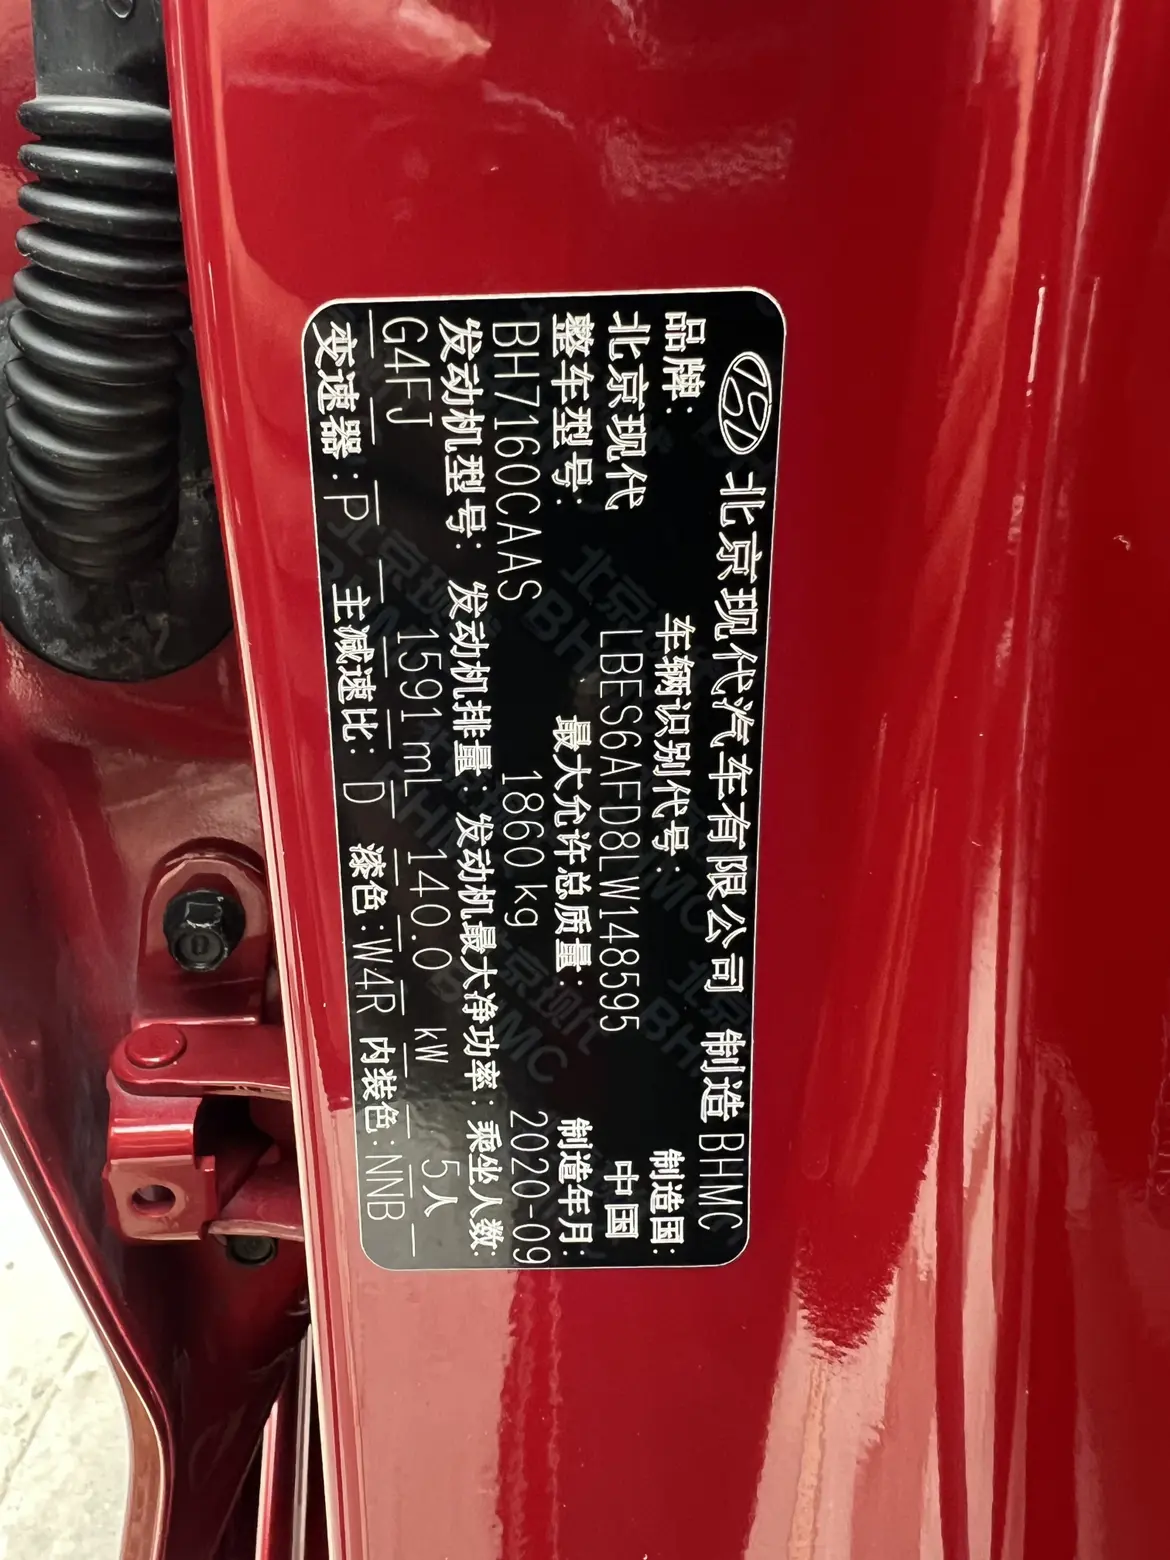 北京现代汽车有限公司 制造 BHMC
品牌: 车辆识别代号: 制造国:
北京现代 LBES6AFD8LW148595 中国
整车型号: 最大允许总质量: 制造年月:
BH7160CAAS 1860kg 2020-09
发动机型号: 发动机排量: 发动机最大净功率: 乘坐人数:
G4FJ 1591mL 140.0 kW 5人
变速器:P 主减速比: D 漆色:W4R 内装色:NNB